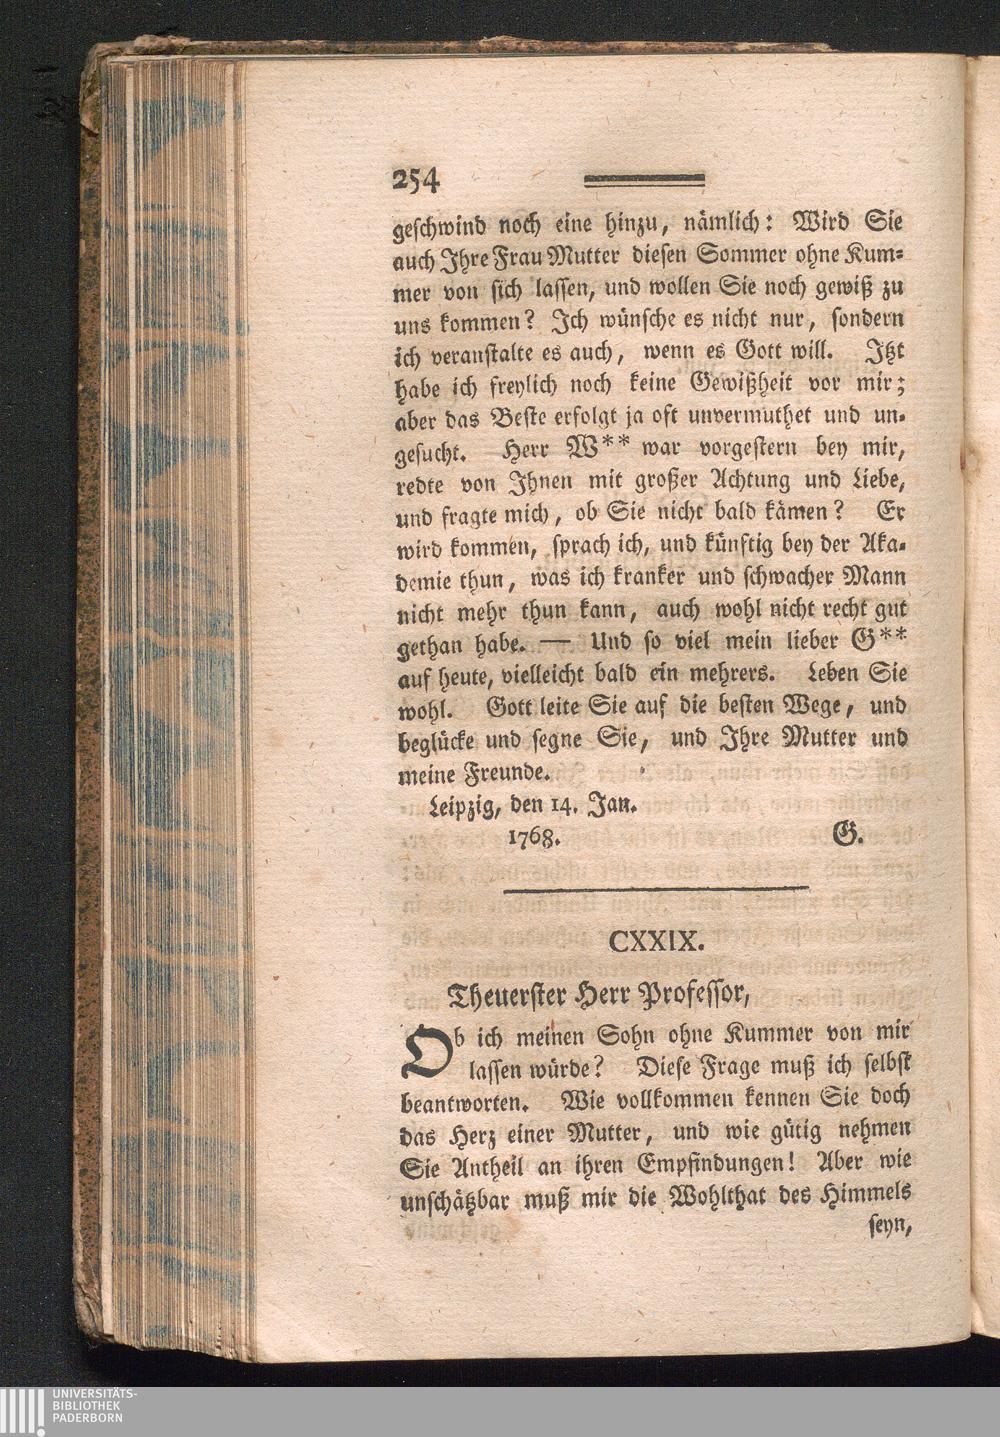 254
geschwind noch eine hinzu, nämlich: Wird Sie
auch Ihre Frau Mutter diesen Sommer ohne Kum-
mer von sich lassen, und wollen Sie noch gewiß zu
uns kommen? Ich wünsche es nicht nur, sondern
ich veranstalte es auch, wenn es Gott will. Itzt
habe ich freylich noch keine Gewißheit vor mir;
aber das Beste erfolgt ja oft unvermuthet und un-
gesucht. Herr W** war vorgestern bey mir,
redte von Ihnen mit großer Achtung und Liebe,
und fragte mich, ob Sie nicht bald kämen? Er
wird kommen, sprach ich, und künftig bey der Aka-
demie thun, was ich kranker und schwacher Mann
nicht mehr thun kann, auch wohl nicht recht gut
gethan habe. — Und so viel mein lieber G**
auf heute, vielleicht bald ein mehrers. Leben Sie
wohl. Gott leite Sie auf die besten Wege, und
beglücke und segne Sie, und Ihre Mutter und
meine Freunde.
Leipzig, den 14. Jan.
1768. G.
CXXIX.
Theuerster Herr Professor,
Ob ich meinen Sohn ohne Kummer von mir
lassen würde? Diese Frage muß ich selbst
beantworten. Wie vollkommen kennen Sie doch
das Herz einer Mutter, und wie gütig nehmen
Sie Antheil an ihren Empfindungen! Aber wie
unschätzbar muß mir die Wohlthat des Himmels
seyn,
UNIVERSITÄTS-
BIBLIOTHEK
PADERBORN